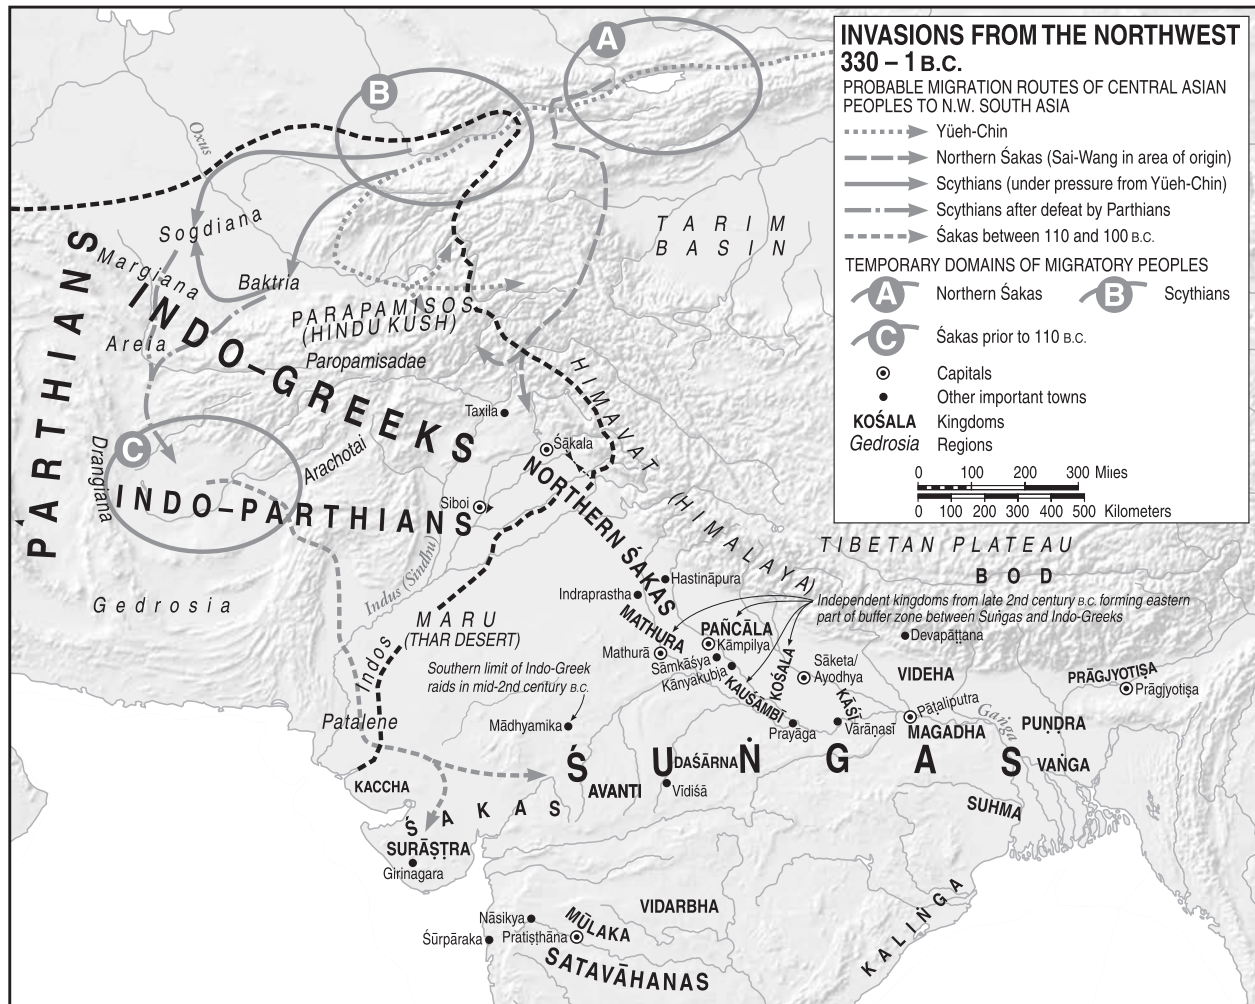 INVASIONS FROM THE NORTHWEST
330 – 1 B.C.
PROBABLE MIGRATION ROUTES OF CENTRAL ASIAN
PEOPLES TO N.W. SOUTH ASIA
Yüeh-Chin
Northern Śakas (Sai-Wang in area of origin)
Scythians (under pressure from Yüeh-Chin)
Scythians after defeat by Parthians
Śakas between 110 and 100 B.C.
TEMPORARY DOMAINS OF MIGRATORY PEOPLES
A Northern Śakas
B Scythians
C Śakas prior to 110 B.C.
Capitals
Other important towns
KOŚALA Kingdoms
Gedrosia Regions
0 100 200 300 Miles
0 100 200 300 400 500 Kilometers
A
B
Oxus
Sogdiana
TARIM
BASIN
PARTHIANS
Margiana
Baktria
INDO–GREEKS
PARAPAMISOS
(HINDU KUSH)
Areia
Paropamisadae
HIMAVAT
(HIMALAYA)
Taxila
C
Drangiana
Arachotai
Śākala
INDO–PARTHIANS
Siboi
NORTHERN ŚAKAS
TIBETAN PLATEAU
BOD
Indus (Sindhu)
Gedrosia
Hastināpura
Indraprastha
Independent kingdoms from late 2nd century B.C. forming eastern
part of buffer zone between Suṅgas and Indo-Greeks
MARU
(THAR DESERT)
MATHURA
PAÑCĀLA
Devapāṭṭana
Mathurā
Kāmpilya
Sāmkāśya
Kānyakubja
KOŚALA
Sāketa/
Ayodhya
VIDEHA
PRĀGJYOTIṢA
Prāgjyotiṣa
Indos
Southern limit of Indo-Greek
raids in mid-2nd century B.C.
KAUŚĀMBĪ
KAŚĪ
Patalene
Mādhyamika
Prayāga
Vārāṇasī
Pāṭaliputra
MAGADHA
Gaṅga
PUṆḌRA
ŚUṄGAS
DAŚĀRNA
VAṄGA
KACCHA
AVANTI
Vīdiśā
ŚAKAS
SUHMA
SURĀṢṬRA
Girinagara
KALIṄGA
VIDARBHA
Nāsikya
MŪLAKA
Śūrpāraka
Pratiṣṭhāna
SATAVĀHANAS